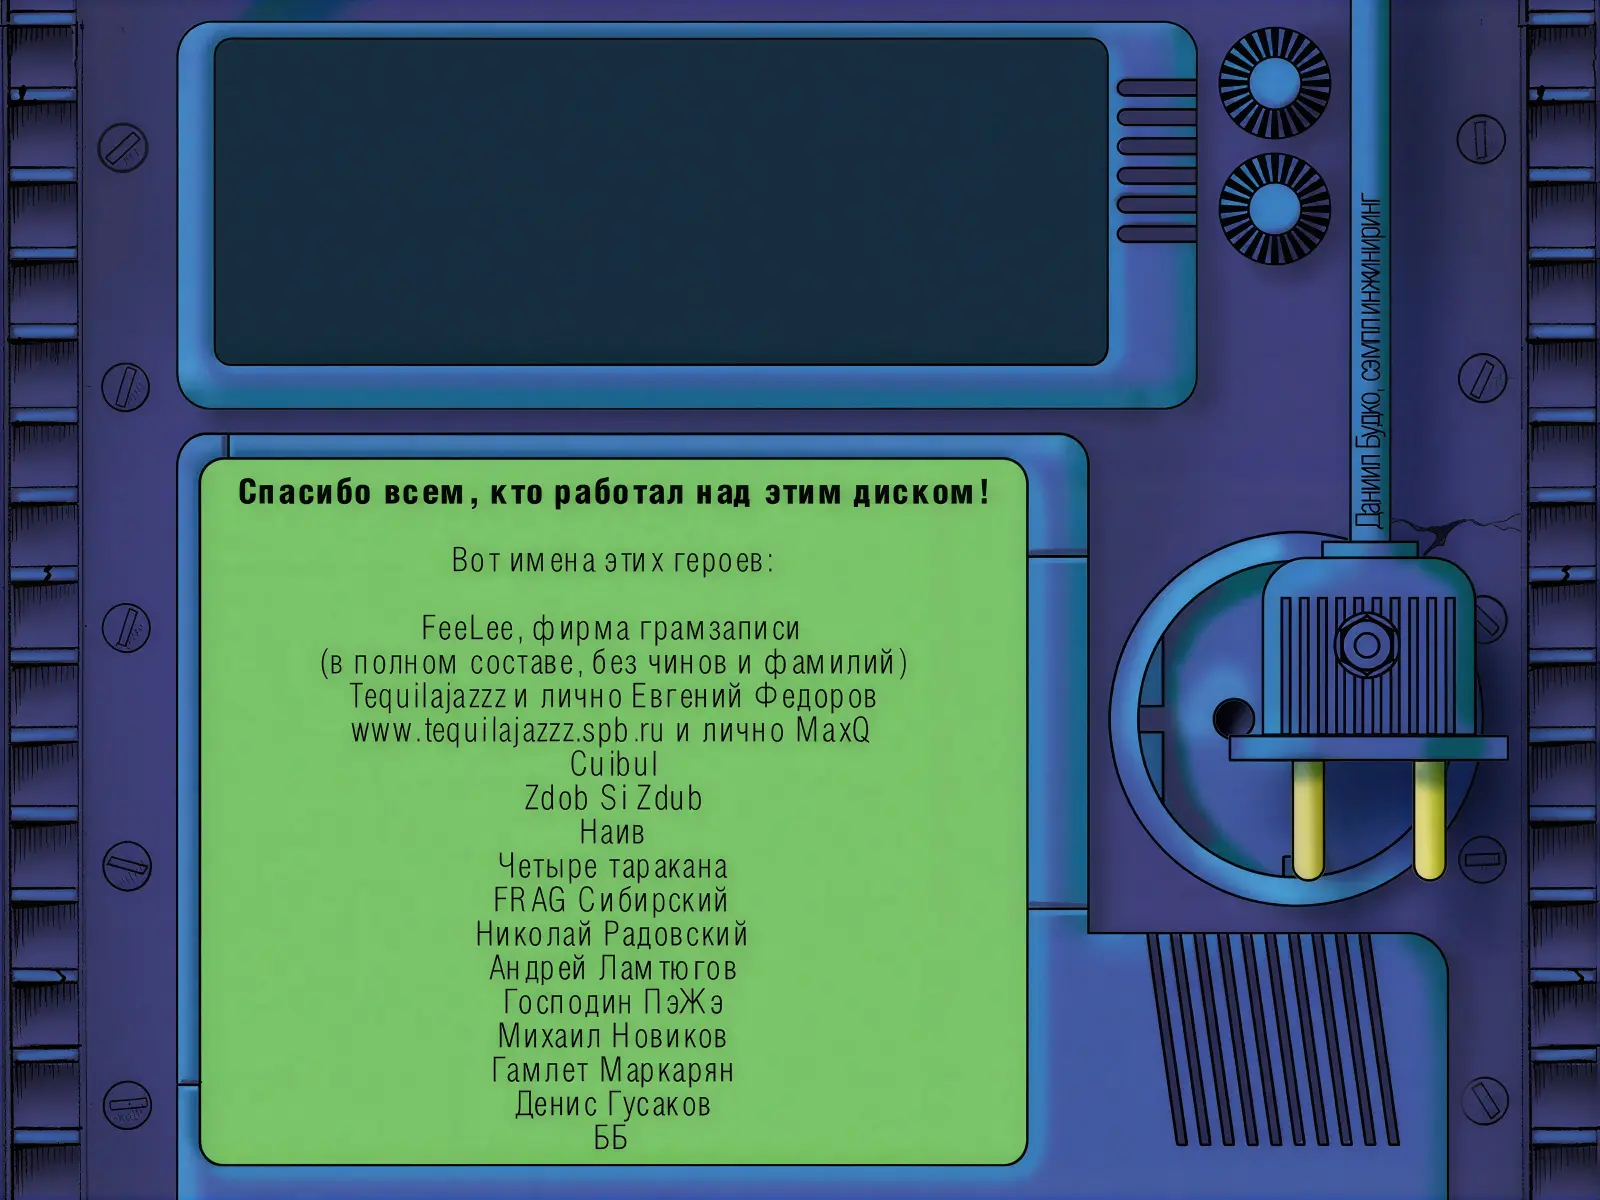 Спасибо всем, кто работал над этим диском!
Вот имена этих героев:
FeeLee, фирма грамзаписи
(в полном составе, без чинов и фамилий)
Tequilajazzz и лично Евгений Федоров
www.tequilajazzz.spb.ru и лично MaxQ
Cuibul
Zdob Si Zdub
Наив
Четыре таракана
FRAG Сибирский
Николай Радовский
Андрей Ламтюгов
Господин ПэЖэ
Михаил Новиков
Гамлет Маркарян
Денис Гусаков
ББ
Даниил Будко, сэмпл инжиниринг